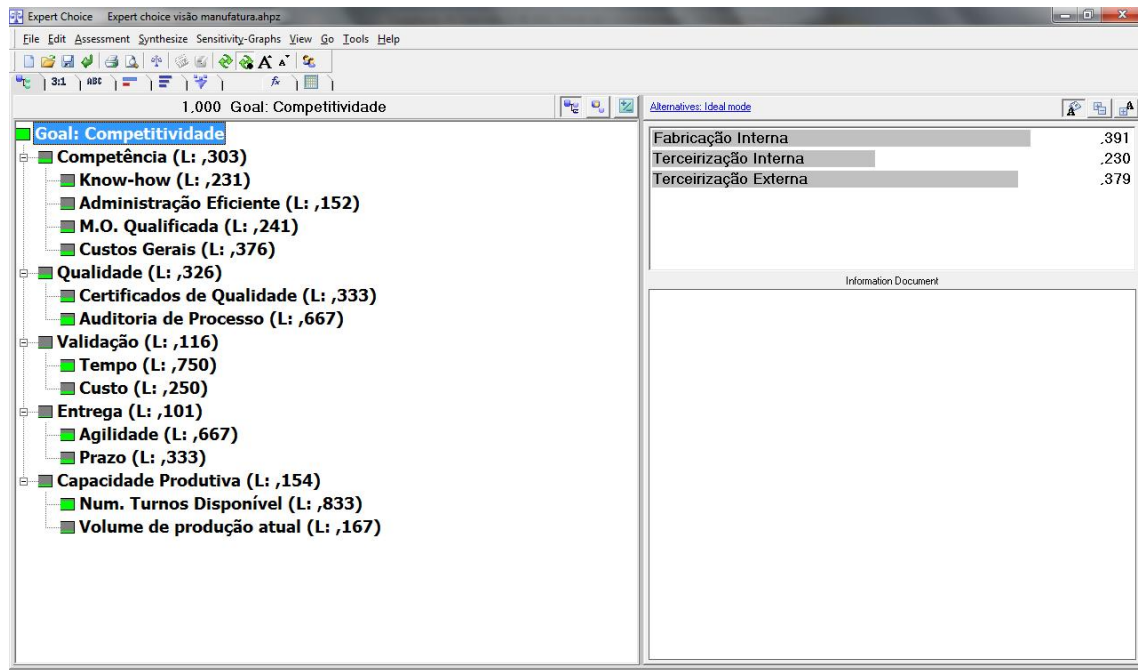 Expert Choice Expert choice visão manufatura.ahpz
File Edit Assessment Synthesize Sensitivity-Graphs View Go Tools Help
3:1 ABC fx
1,000 Goal: Competitividade
Goal: Competitividade
Competência (L: ,303)
Know-how (L: ,231)
Administração Eficiente (L: ,152)
M.O. Qualificada (L: ,241)
Custos Gerais (L: ,376)
Qualidade (L: ,326)
Certificados de Qualidade (L: ,333)
Auditoria de Processo (L: ,667)
Validação (L: ,116)
Tempo (L: ,750)
Custo (L: ,250)
Entrega (L: ,101)
Agilidade (L: ,667)
Prazo (L: ,333)
Capacidade Produtiva (L: ,154)
Num. Turnos Disponível (L: ,833)
Volume de produção atual (L: ,167)
Alternatives: Ideal mode
Fabricação Interna ,391
Terceirização Interna ,230
Terceirização Externa ,379
Information Document